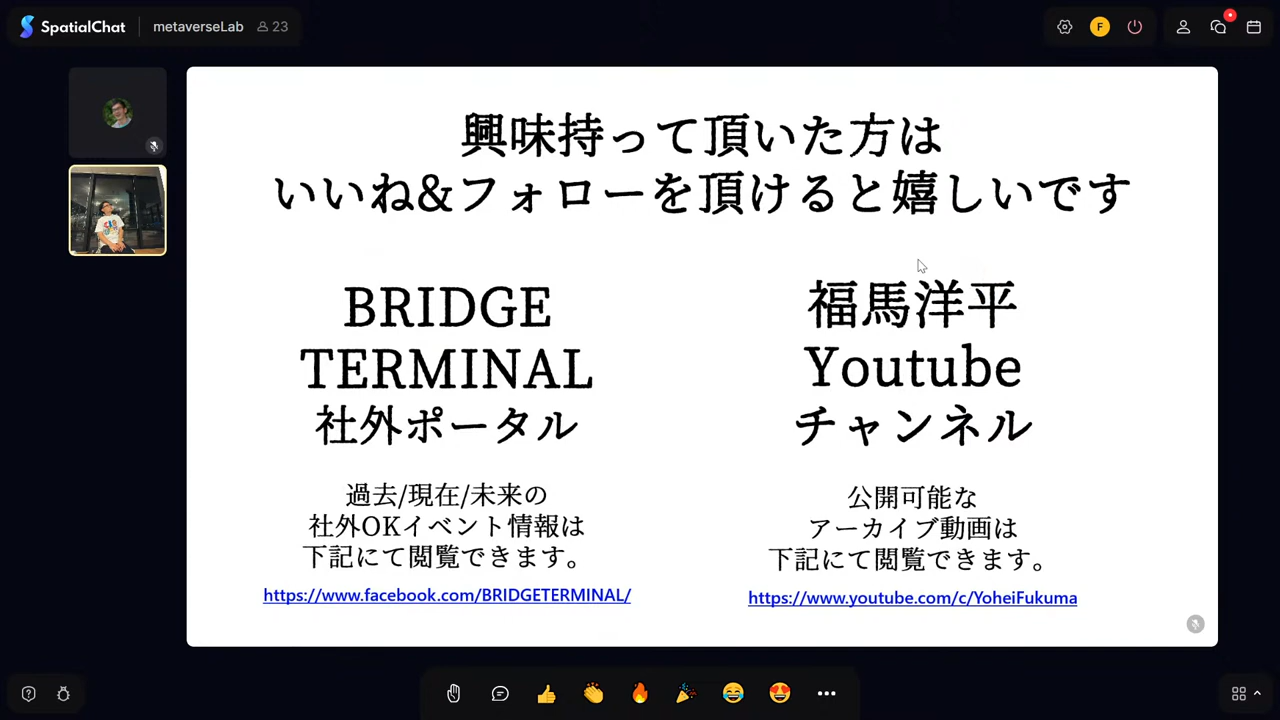 SpatialChat
metaverseLab
23
F
興味持って頂いた方は
いいね&フォローを頂けると嬉しいです
BRIDGE
TERMINAL
社外ポータル
過去/現在/未来の
社外OKイベント情報は
下記にて閲覧できます。
https://www.facebook.com/BRIDGETERMINAL/
福馬洋平
Youtube
チャンネル
公開可能な
アーカイブ動画は
下記にて閲覧できます。
https://www.youtube.com/c/YoheiFukuma